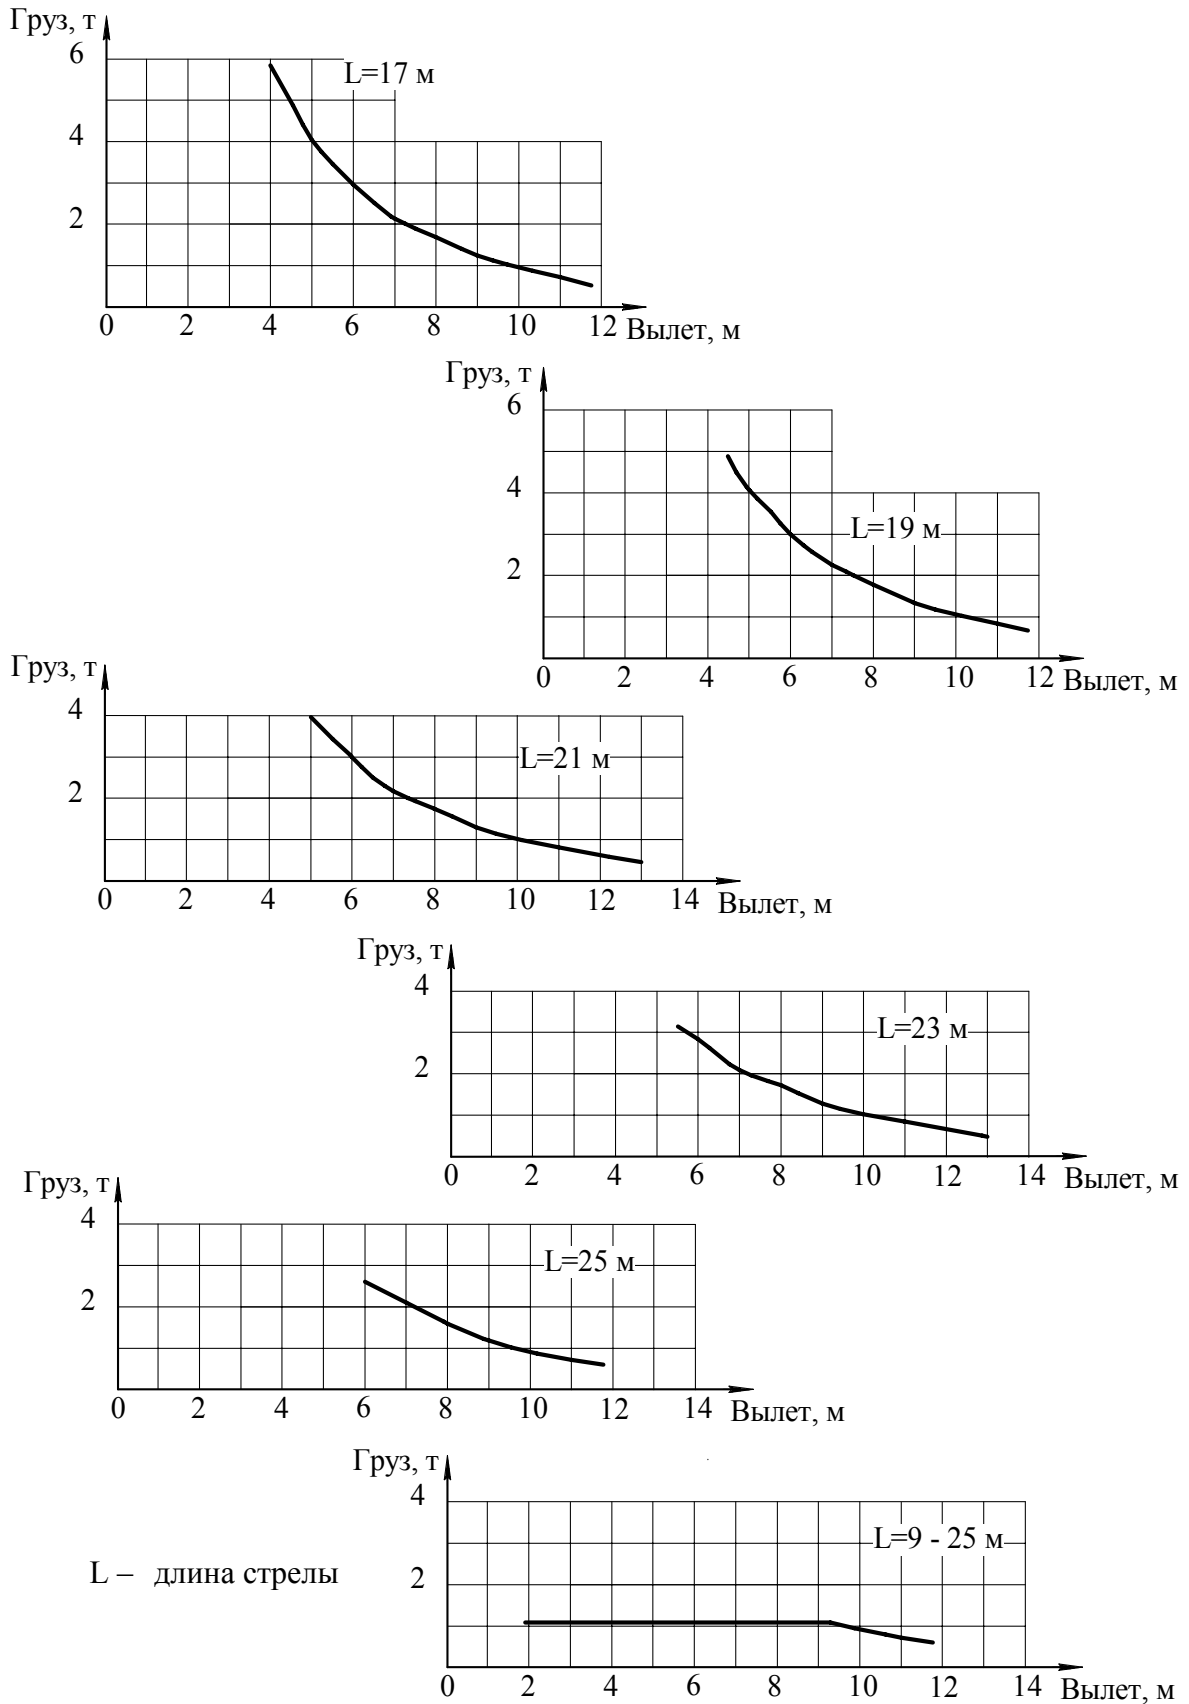 Груз, т
6
L=17 м
4
2
0 2 4 6 8 10 12 Вылет, м
Груз, т
6
4
L=19 м
2
0 2 4 6 8 10 12 Вылет, м
Груз, т
4
L=21 м
2
0 2 4 6 8 10 12 14 Вылет, м
Груз, т
4
L=23 м
2
0 2 4 6 8 10 12 14 Вылет, м
Груз, т
4
L=25 м
2
0 2 4 6 8 10 12 14 Вылет, м
Груз, т
4
L=9 - 25 м
L – длина стрелы
2
0 2 4 6 8 10 12 14 Вылет, м